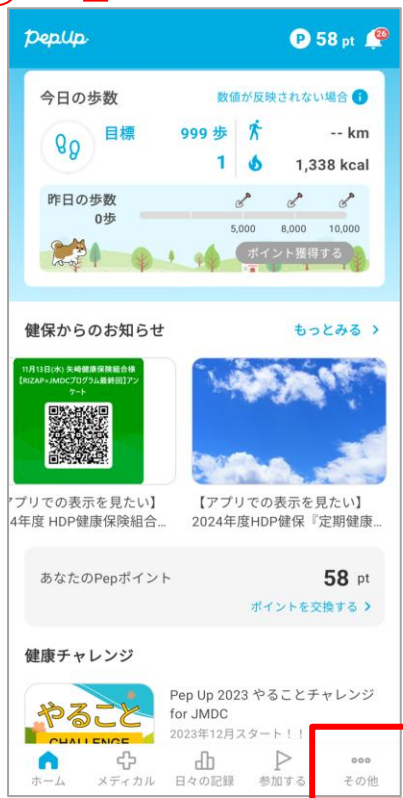 PepUp
P 58 pt 26
今日の歩数
数値が反映されない場合 i
目標
999 歩
-- km
1
1,338 kcal
昨日の歩数
0歩
5,000 8,000 10,000
ポイント獲得する
健保からのお知らせ
もっとみる >
11月13日(水) 矢崎健康保険組合様
【RIZAP×JMDCプログラム最終回】アン
ケート
アプリでの表示を見たい】
4年度 HDP健康保険組合…
【アプリでの表示を見たい】
2024年度HDP健保『定期健康…
あなたのPepポイント
58 pt
ポイントを交換する >
健康チャレンジ
やること
CHALLENGE
Pep Up 2023 やることチャレンジ
for JMDC
2023年12月スタート！！
ホーム
メディカル
日々の記録
参加する
その他